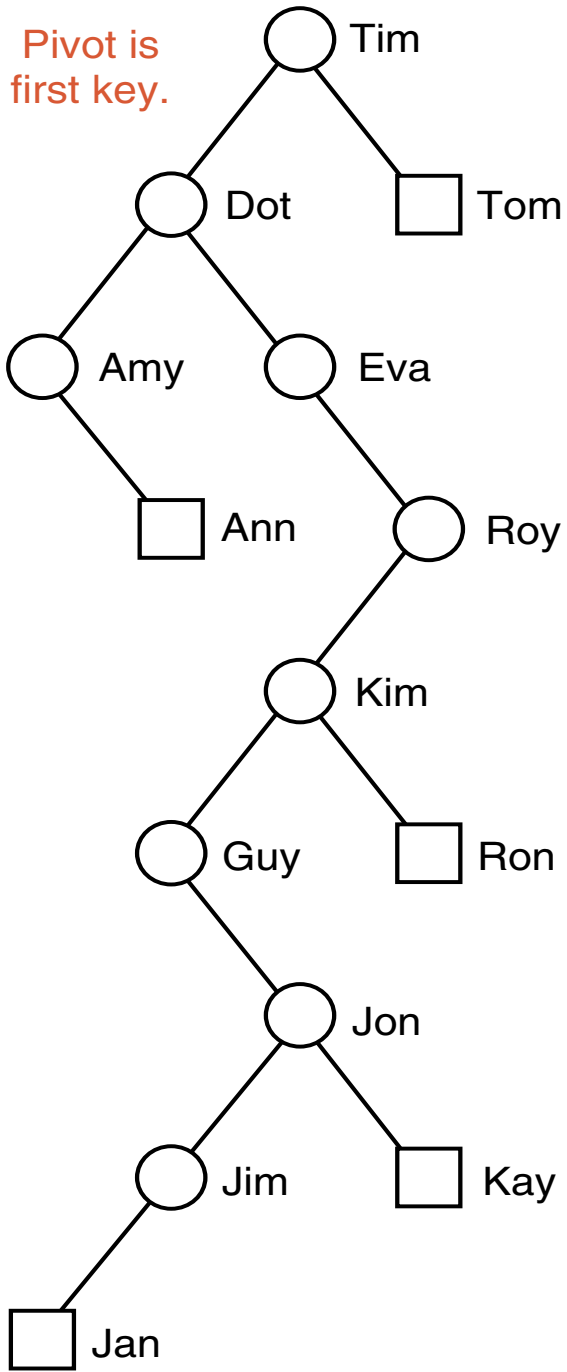 Pivot is
first key.
Tim
Dot
Tom
Amy
Eva
Ann
Roy
Kim
Guy
Ron
Jon
Jim
Kay
Jan